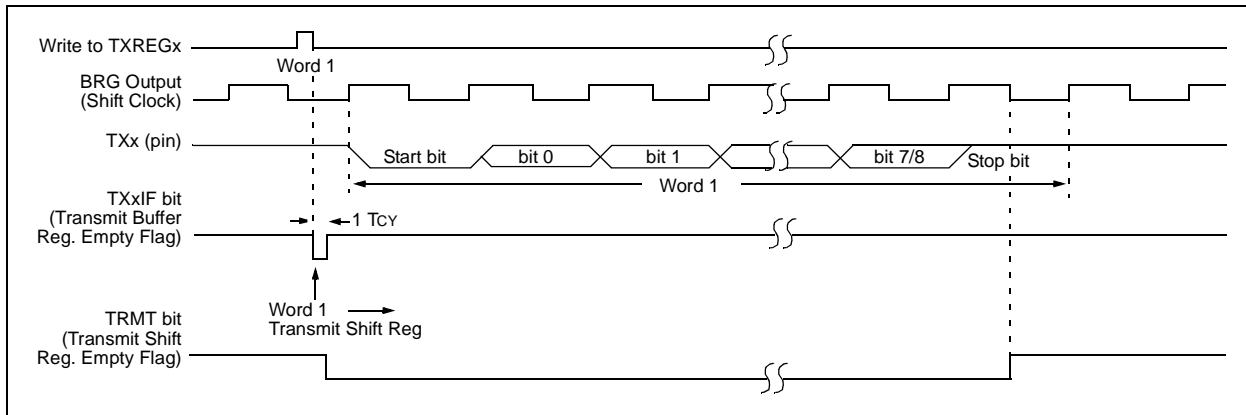 Write to TXREGx
Word 1
BRG Output
(Shift Clock)
TXx (pin)
Start bit
bit 0
bit 1
bit 7/8
Stop bit
Word 1
TXxIF bit
(Transmit Buffer
Reg. Empty Flag)
1 TCY
Word 1
Transmit Shift Reg
TRMT bit
(Transmit Shift
Reg. Empty Flag)